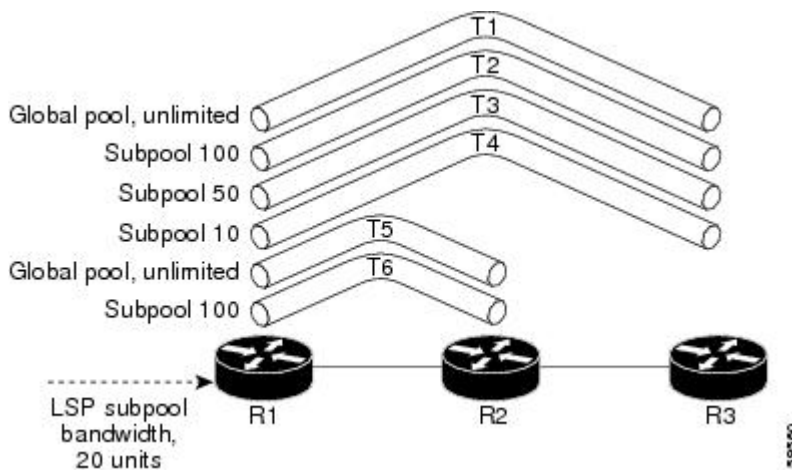 T1
T2
T3
T4
Global pool, unlimited
Subpool 100
Subpool 50
Subpool 10
T5
T6
Global pool, unlimited
Subpool 100
LSP subpool
bandwidth,
20 units
R1
R2
R3